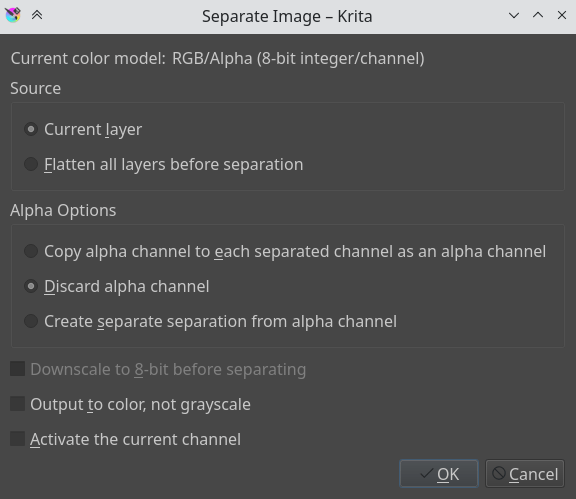 Separate Image – Krita
Current color model: RGB/Alpha (8-bit integer/channel)
Source
Current layer
Flatten all layers before separation
Alpha Options
Copy alpha channel to each separated channel as an alpha channel
Discard alpha channel
Create separate separation from alpha channel
Downscale to 8-bit before separating
Output to color, not grayscale
Activate the current channel
OK Cancel